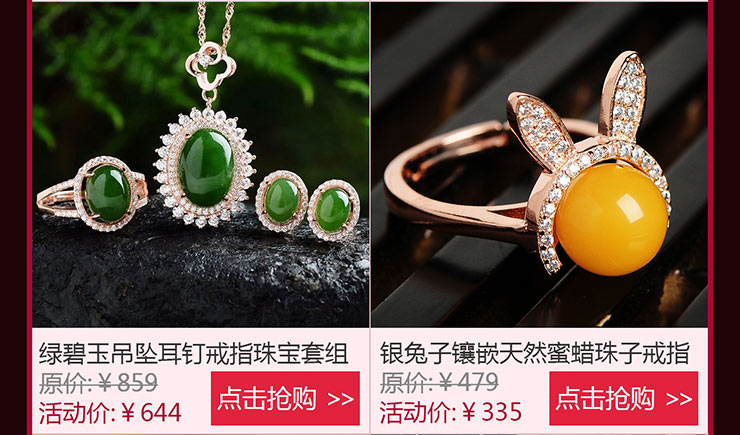 绿碧玉吊坠耳钉戒指珠宝套组
原价:￥859
活动价:￥644
点击抢购 >>
银兔子镶嵌天然蜜蜡珠子戒指
原价:￥479
活动价:￥335
点击抢购 >>